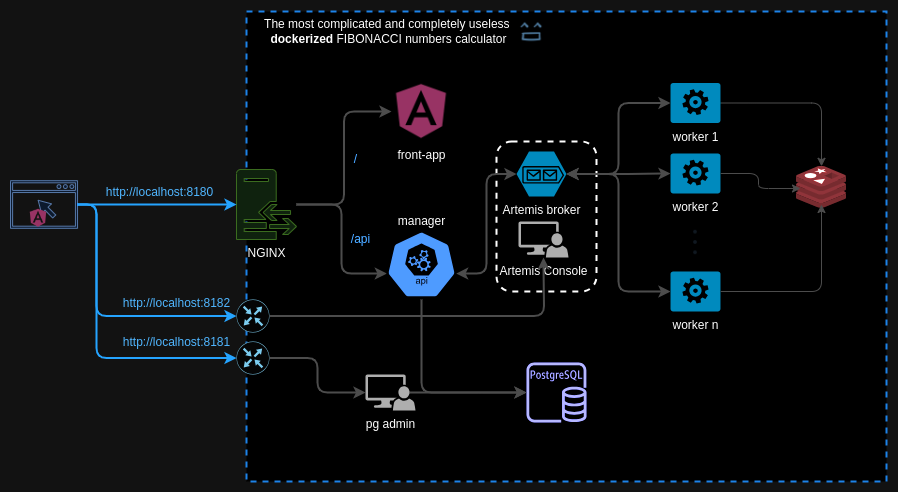 The most complicated and completely useless
dockerized FIBONACCI numbers calculator
worker 1
front-app
/
http://localhost:8180
worker 2
Artemis broker
manager
/api
NGINX
api
Artemis Console
http://localhost:8182
worker n
http://localhost:8181
PostgreSQL
pg admin